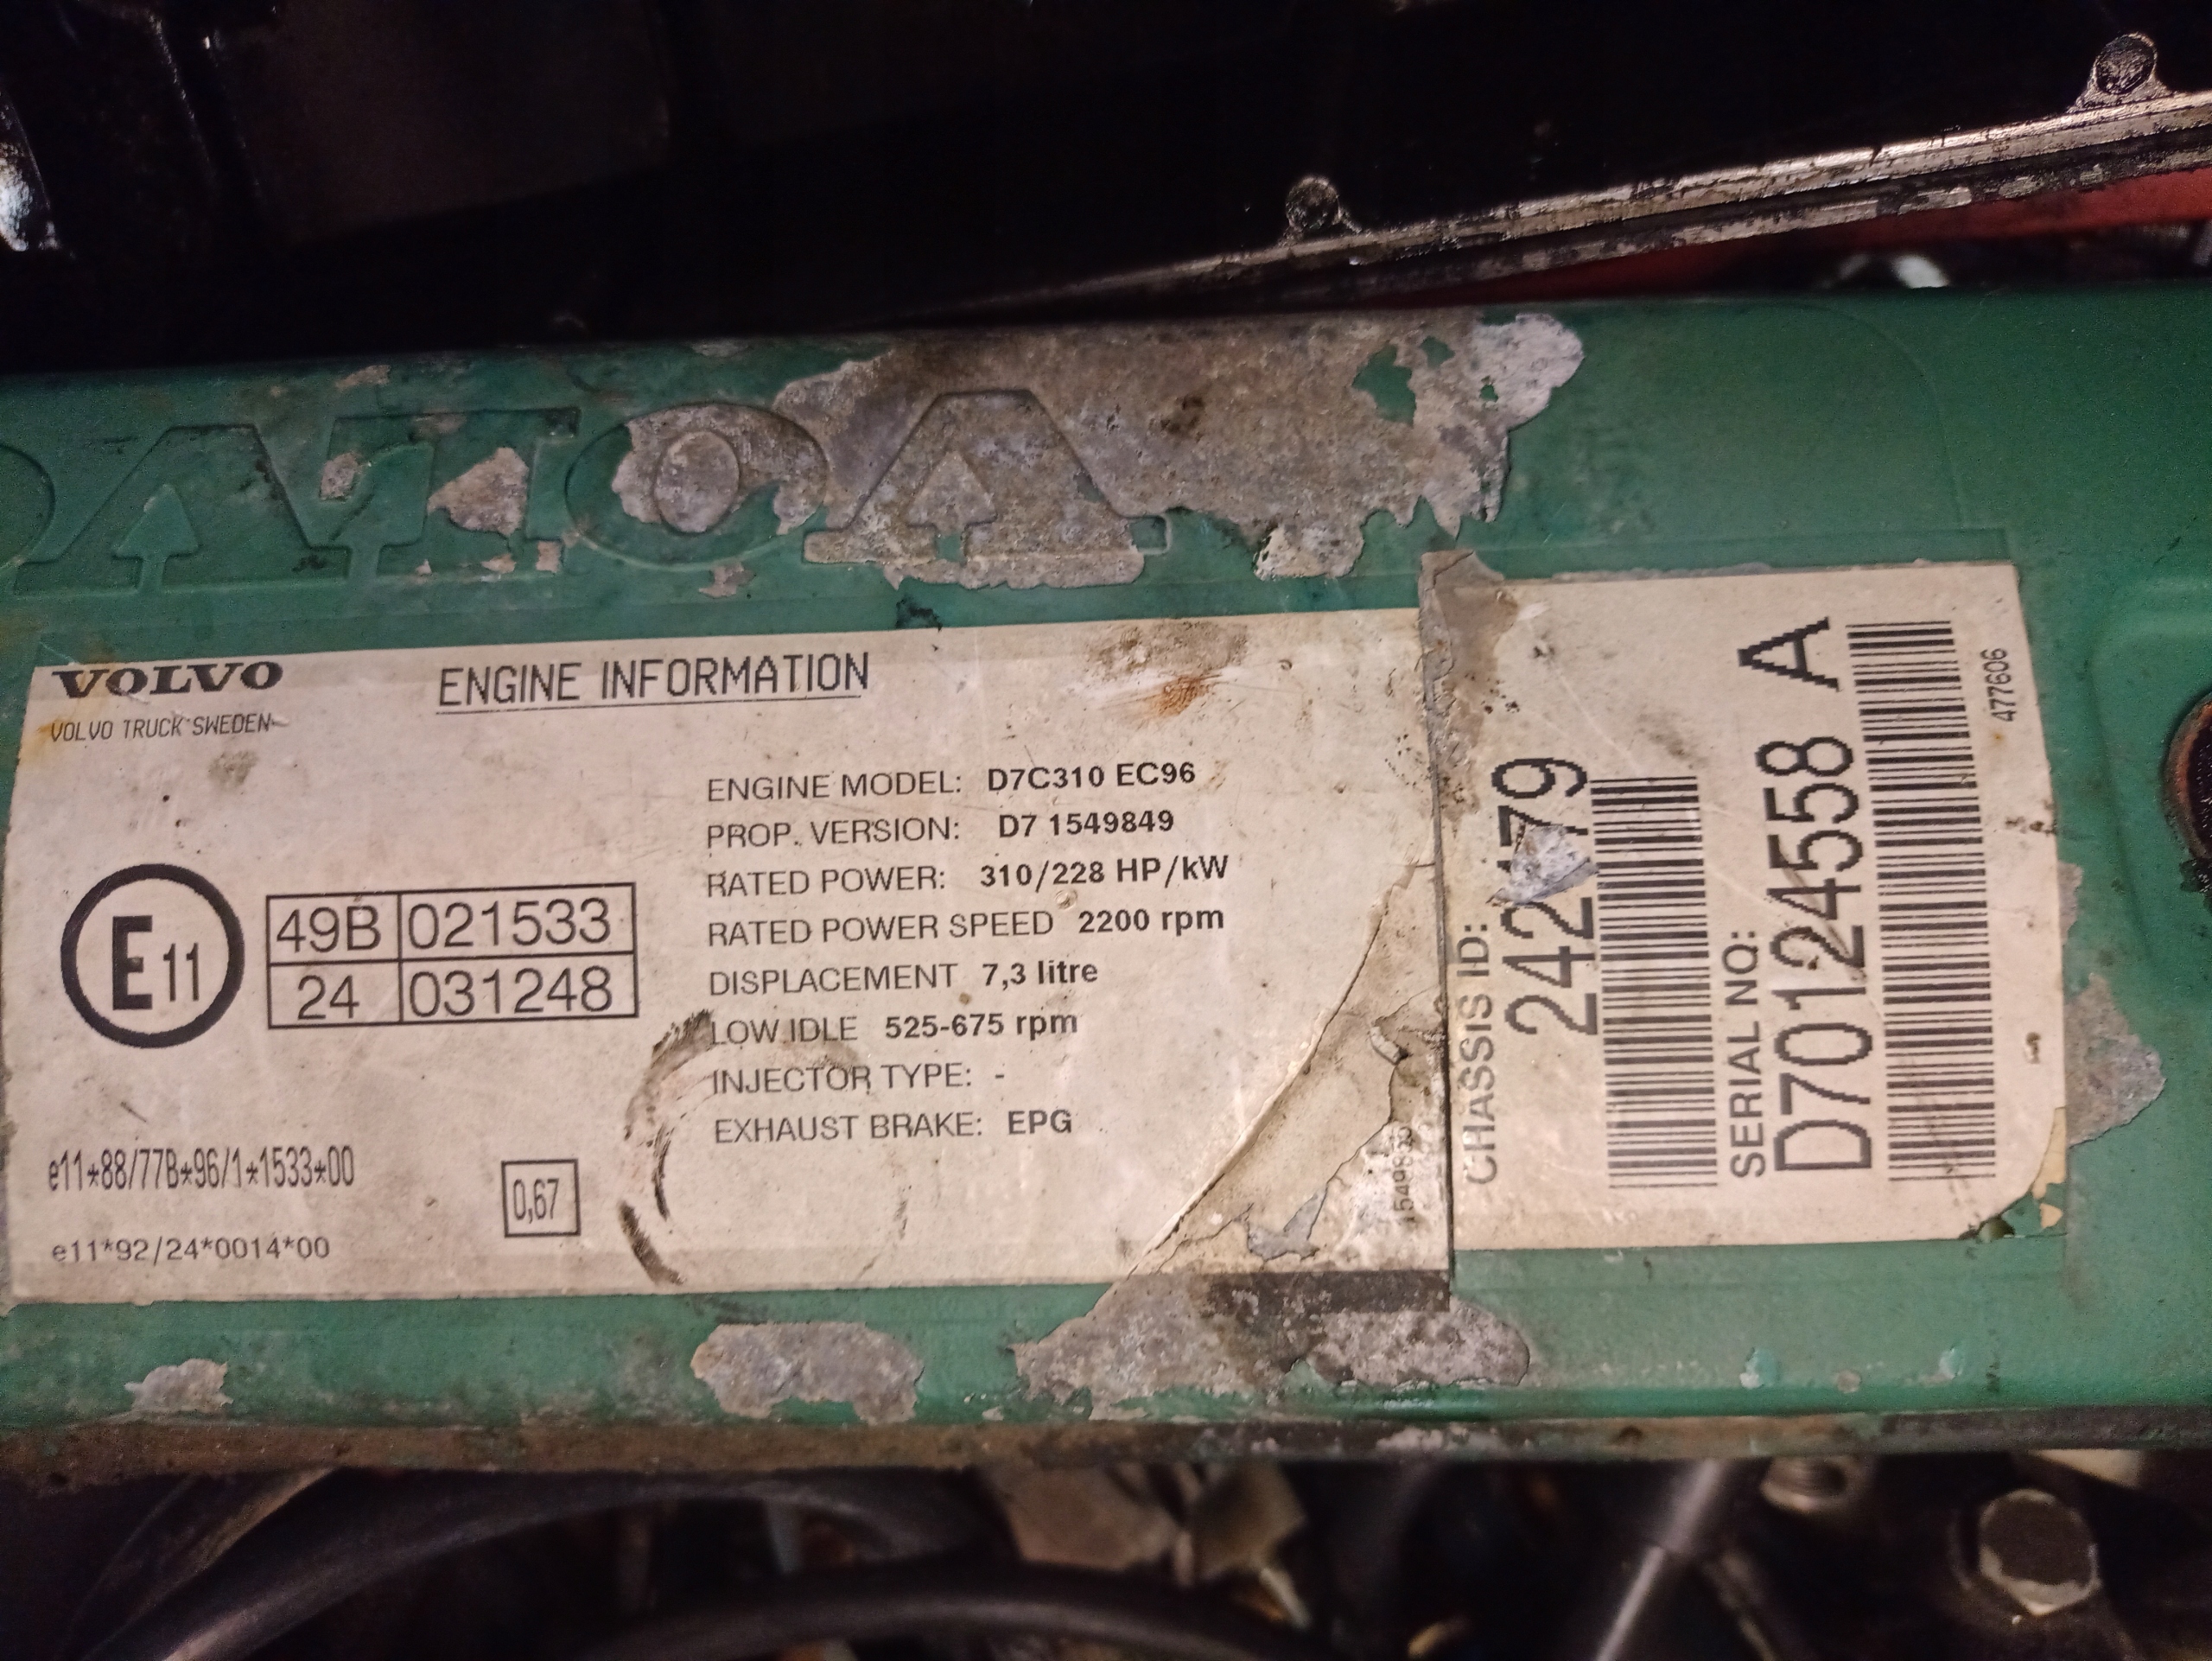 VOLVO
VOLVO
VOLVO TRUCK SWEDEN
ENGINE INFORMATION
ENGINE MODEL: D7C310 EC96
PROP. VERSION: D7 1549849
RATED POWER: 310/228 HP/kW
RATED POWER SPEED 2200 rpm
DISPLACEMENT 7,3 litre
LOW IDLE 525-675 rpm
INJECTOR TYPE: -
EXHAUST BRAKE: EPG
E11
49B 021533
24 031248
e11*88/77B*96/1*1533*00
0,67
e11*92/24*0014*00
CHASSIS ID:
SERIAL NO:
D70124558 A
477606